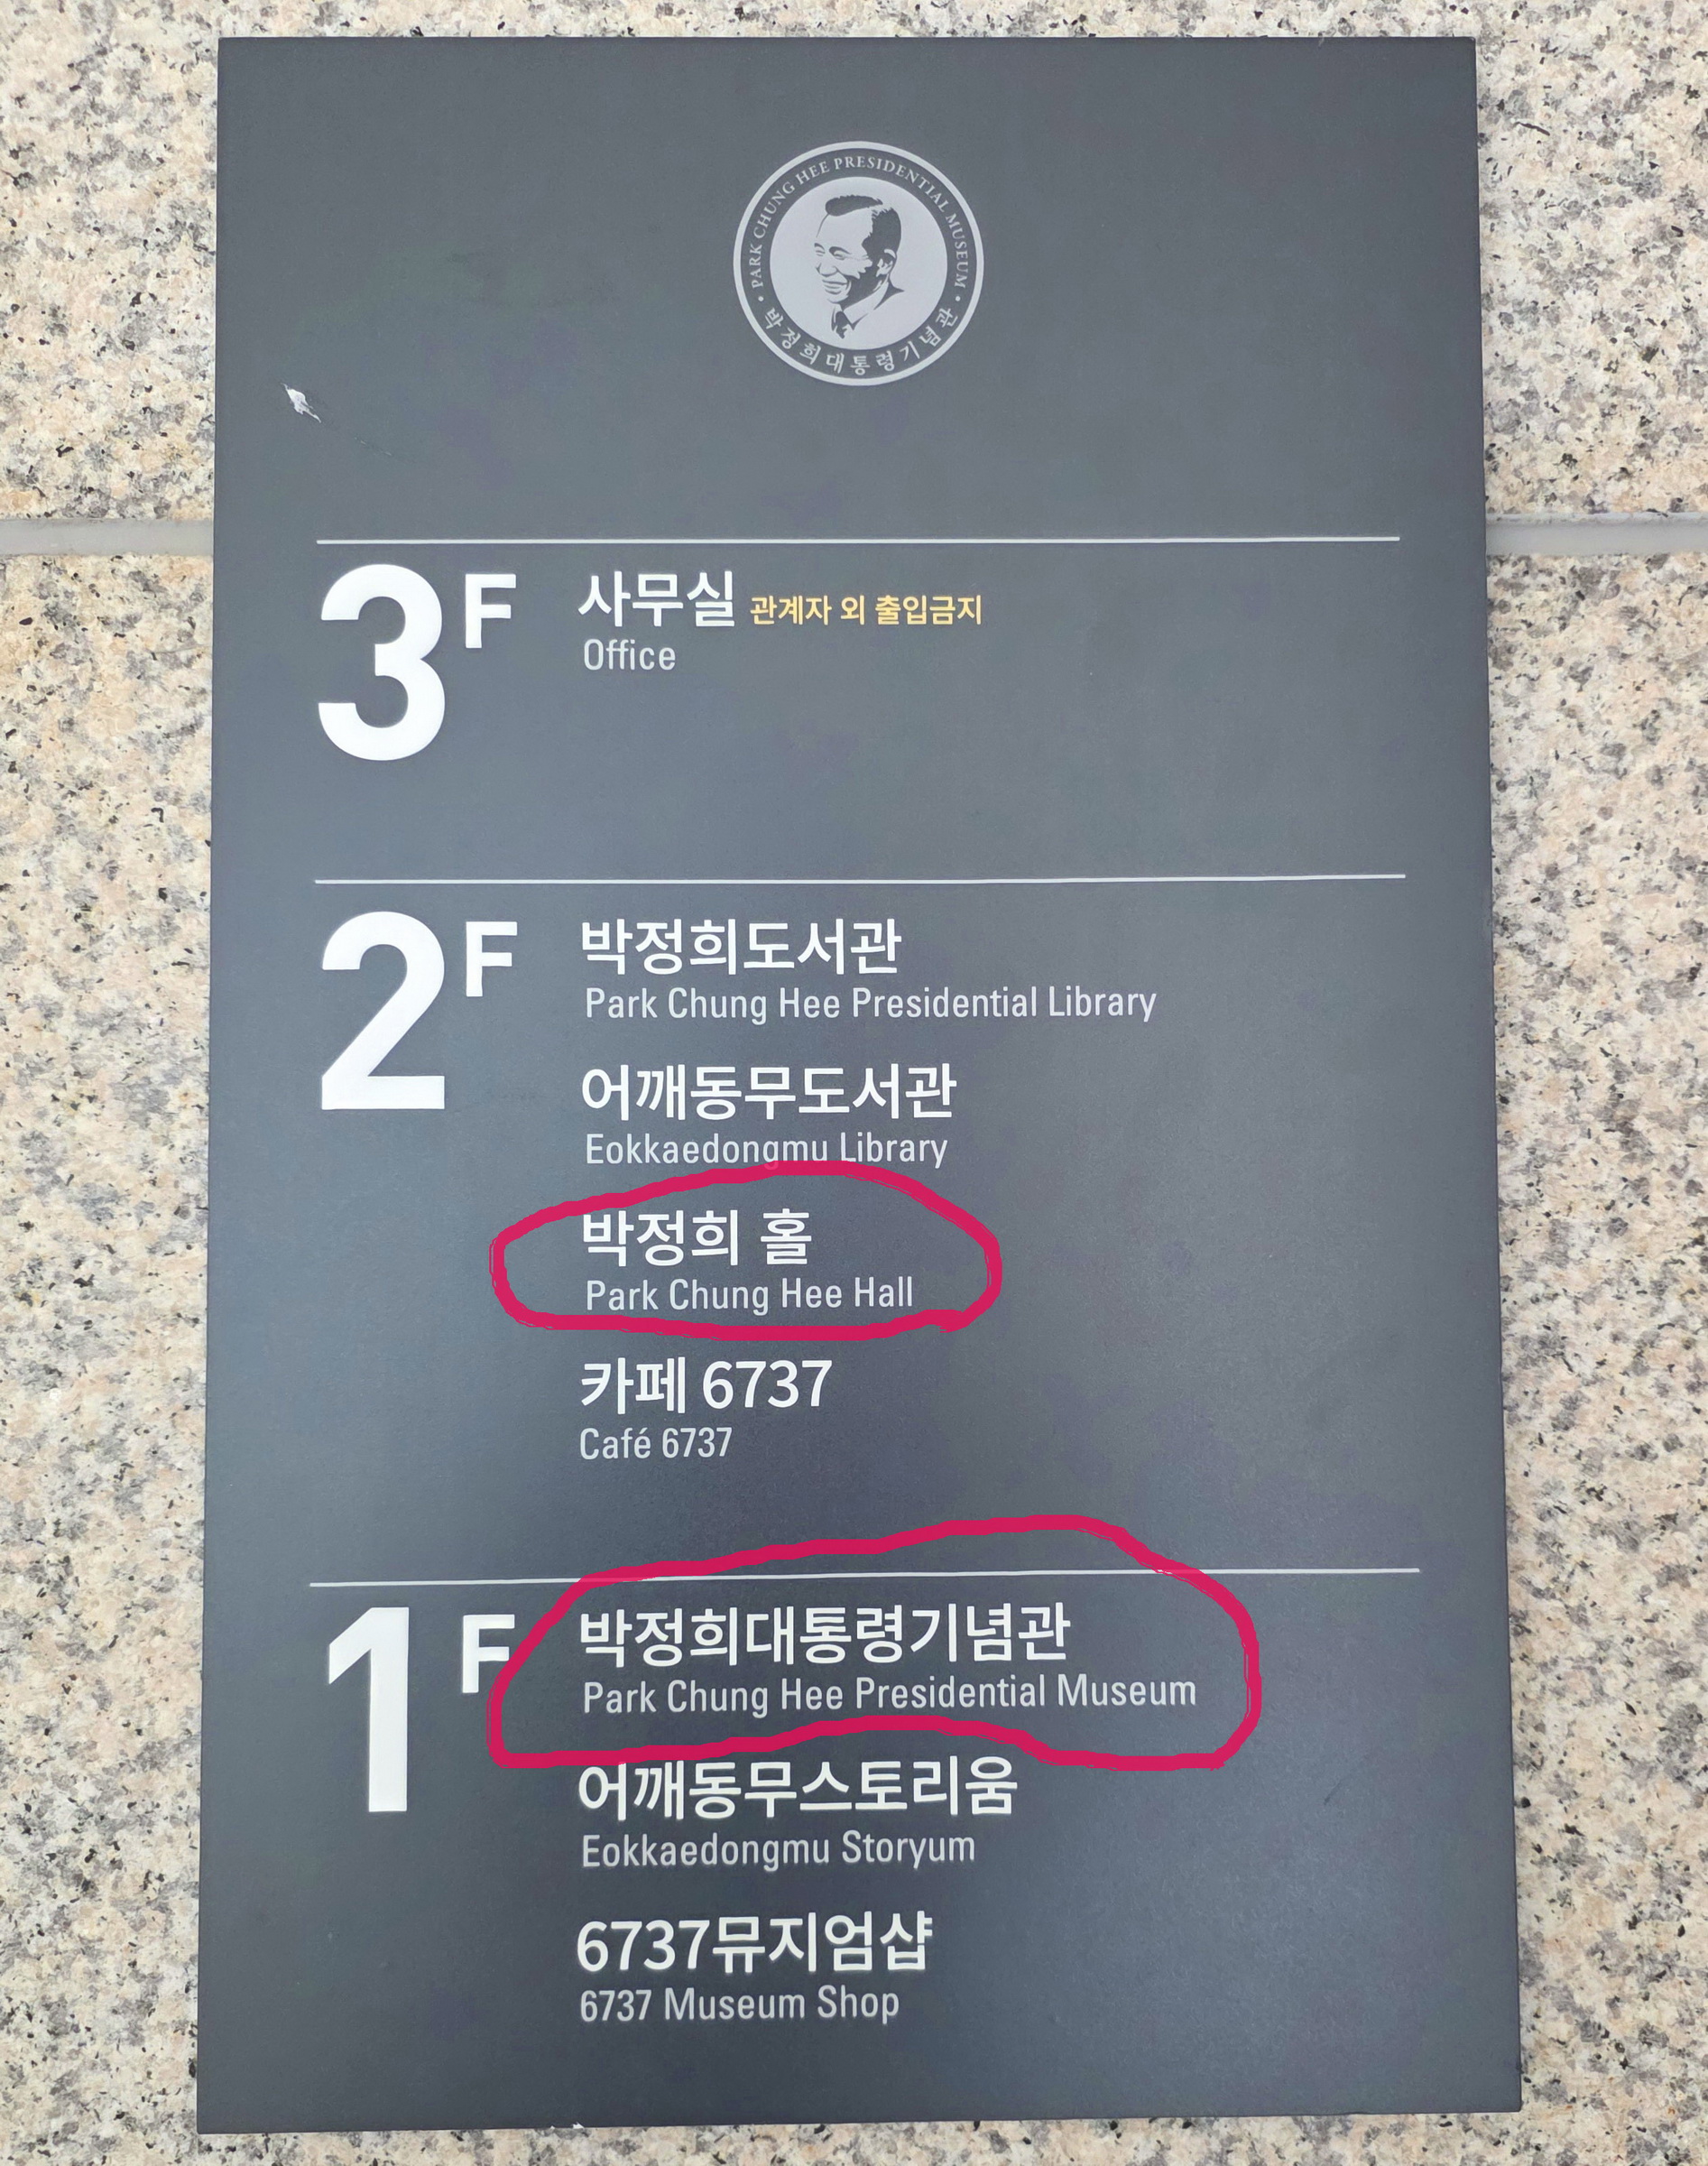 PARK CHUNG HEE PRESIDENTIAL MUSEUM
박정희대통령기념관
3F
사무실 관계자 외 출입금지
Office
2F
박정희도서관
Park Chung Hee Presidential Library
어깨동무도서관
Eokkaedongmu Library
박정희 홀
Park Chung Hee Hall
카페 6737
Café 6737
1F
박정희대통령기념관
Park Chung Hee Presidential Museum
어깨동무스토리움
Eokkaedongmu Storyum
6737뮤지엄샵
6737 Museum Shop